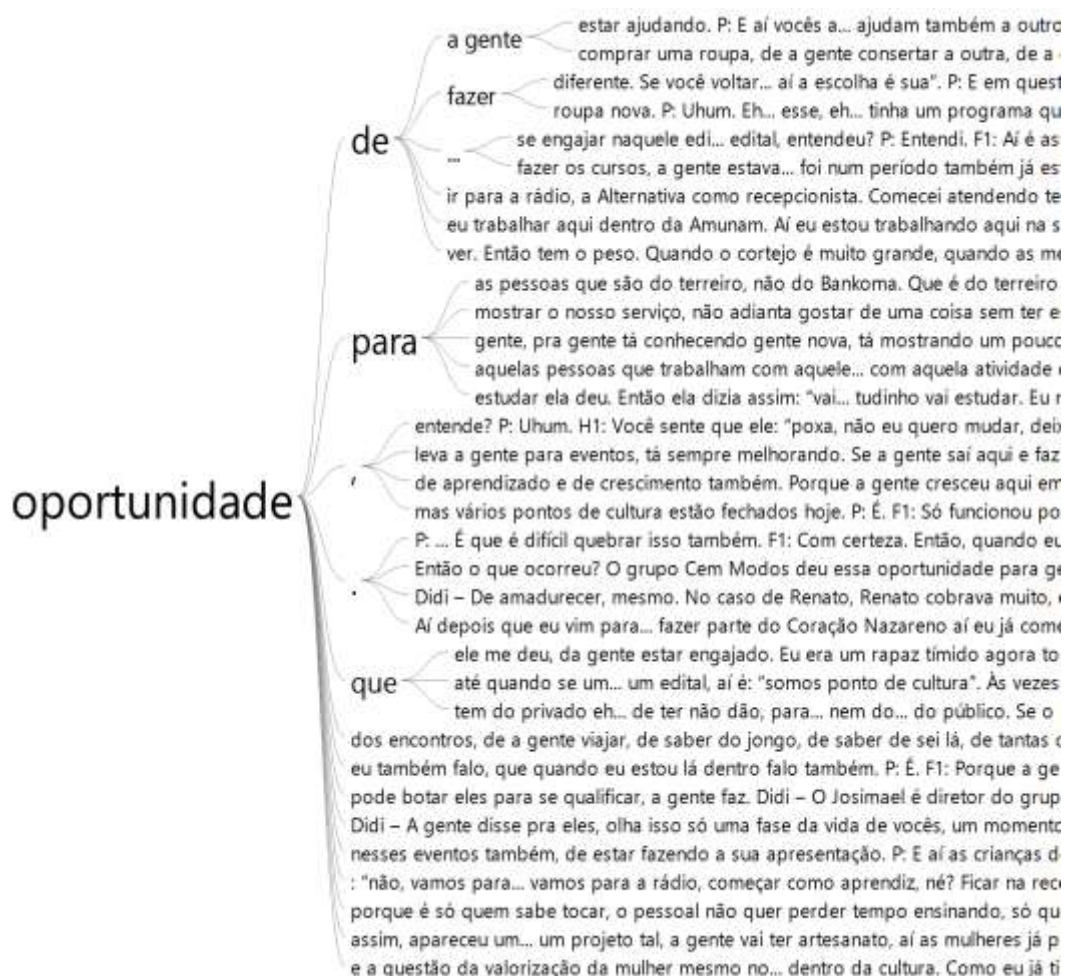 estar ajudando. P: E aí vocês a... ajudam também a outro
a gente
comprar uma roupa, de a gente consertar a outra, de a
diferente. Se você voltar... aí a escolha é sua". P: E em quest
fazer
roupa nova. P: Uhum. Eh... esse, eh... tinha um programa qu
de
se engajar naquele edi... edital, entendeu? P: Entendi. F1: Aí é as
...
fazer os cursos, a gente estava... foi num período também já es
ir para a rádio, a Alternativa como recepcionista. Comecei atendendo te
eu trabalhar aqui dentro da Amunam. Aí eu estou trabalhando aqui na s
ver. Então tem o peso. Quando o cortejo é muito grande, quando as me
as pessoas que são do terreiro, não do Bankoma. Que é do terreiro
mostrar o nosso serviço, não adianta gostar de uma coisa sem ter e
para
gente, pra gente tá conhecendo gente nova, tá mostrando um pouco
aquelas pessoas que trabalham com aquele... com aquela atividade
estudar ela deu. Então ela dizia assim: "vai... tudinho vai estudar. Eu
entende? P: Uhum. H1: Você sente que ele: "poxa, não eu quero mudar, deix
leva a gente para eventos, tá sempre melhorando. Se a gente saí aqui e faz
,
de aprendizado e de crescimento também. Porque a gente cresceu aqui em
oportunidade
mas vários pontos de cultura estão fechados hoje. P: É. F1: Só funcionou po
P: ... É que é difícil quebrar isso também. F1: Com certeza. Então, quando eu
Então o que ocorreu? O grupo Cem Modos deu essa oportunidade para ge
.
Didi – De amadurecer, mesmo. No caso de Renato, Renato cobrava muito,
Aí depois que eu vim para... fazer parte do Coração Nazareno aí eu já come
ele me deu, da gente estar engajado. Eu era um rapaz tímido agora to
que
até quando se um... um edital, aí é: "somos ponto de cultura". Às vezes
tem do privado eh... de ter não dão, para... nem do... do público. Se o
dos encontros, de a gente viajar, de saber do jongo, de saber de sei lá, de tantas
eu também falo, que quando eu estou lá dentro falo também. P: É. F1: Porque a ge
pode botar eles para se qualificar, a gente faz. Didi – O Josimael é diretor do grup
Didi – A gente disse pra eles, olha isso só uma fase da vida de vocês, um momento
nesses eventos também, de estar fazendo a sua apresentação. P: E aí as crianças d
: "não, vamos para... vamos para a rádio, começar como aprendiz, né? Ficar na rec
porque é só quem sabe tocar, o pessoal não quer perder tempo ensinando, só qu
assim, apareceu um... um projeto tal, a gente vai ter artesanato, aí as mulheres já p
e a questão da valorização da mulher mesmo no... dentro da cultura. Como eu já ti